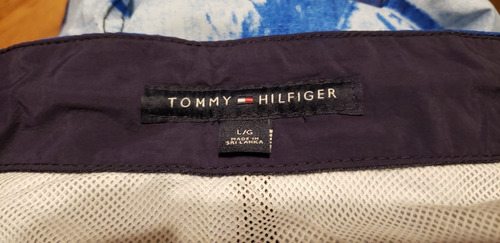 TOMMY HILFIGER
L/G
MADE IN
SRI LANKA